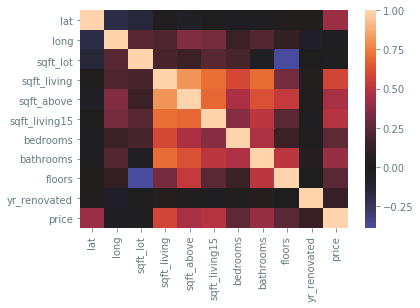 lat
long
sqft_lot
sqft_living
sqft_above
sqft_living15
bedrooms
bathrooms
floors
yr_renovated
price
lat
long
sqft_lot
sqft_living
sqft_above
sqft_living15
bedrooms
bathrooms
floors
yr_renovated
price
1.00
0.75
0.50
0.25
0.00
−0.25